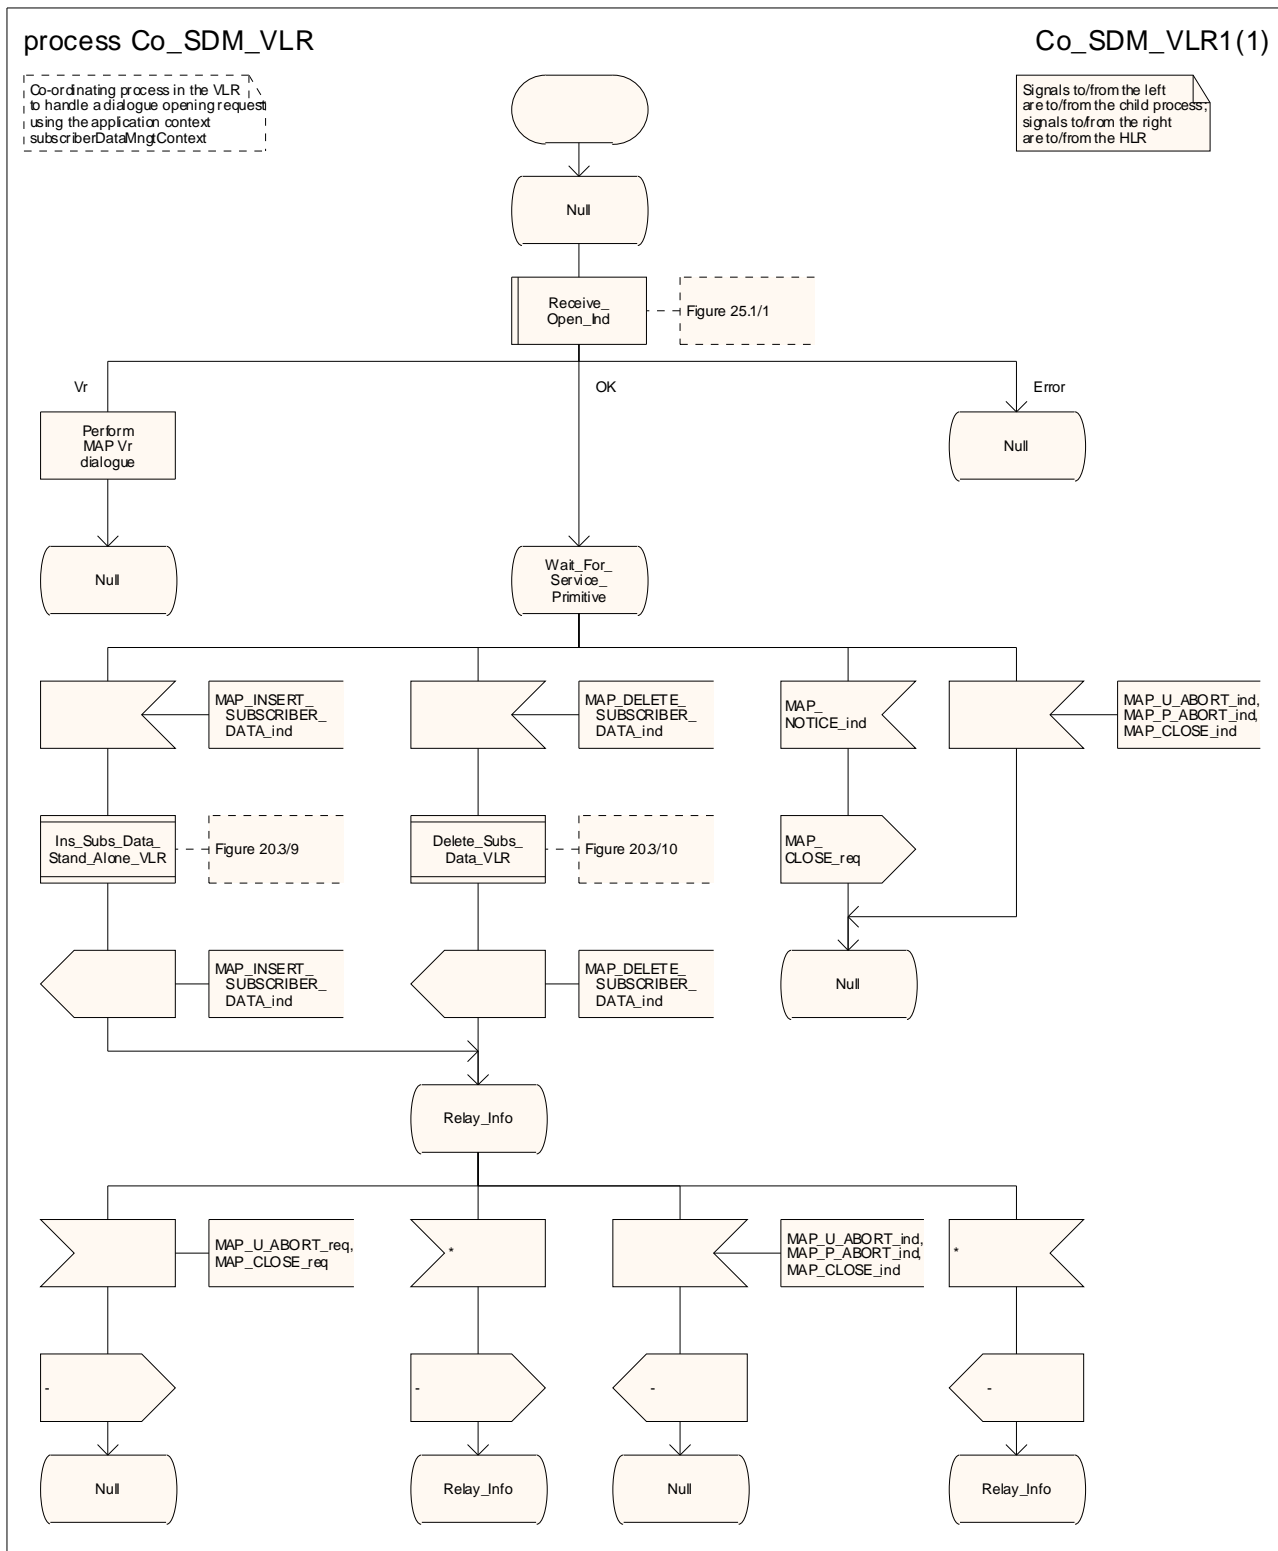 process Co_SDM_VLR
Co_SDM_VLR1(1)
Co-ordinating process in the VLR
to handle a dialogue opening request
using the application context
subscriberDataMngtContext
Signals to/from the left
are to/from the child process;
signals to/from the right
are to/from the HLR
Null
Receive_
Open_Ind
Figure 25.1/1
Vr
OK
Error
Perform
MAP Vr
dialogue
Null
Null
Wait_For_
Service_
Primitive
MAP_INSERT_
SUBSCRIBER_
DATA_ind
MAP_DELETE_
SUBSCRIBER_
DATA_ind
MAP_
NOTICE_ind
MAP_U_ABORT_ind,
MAP_P_ABORT_ind,
MAP_CLOSE_ind
Ins_Subs_Data_
Stand_Alone_VLR
Figure 20.3/9
Delete_Subs_
Data_VLR
Figure 20.3/10
MAP_
CLOSE_req
MAP_INSERT_
SUBSCRIBER_
DATA_ind
MAP_DELETE_
SUBSCRIBER_
DATA_ind
Null
Relay_Info
MAP_U_ABORT_req,
MAP_CLOSE_req
*
MAP_U_ABORT_ind,
MAP_P_ABORT_ind,
MAP_CLOSE_ind
*
-
-
-
-
Null
Relay_Info
Null
Relay_Info